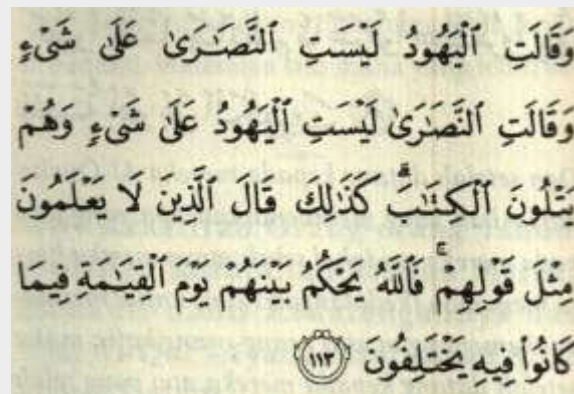 وَقَالَتِ ٱلْيَهُودُ لَيْسَتِ ٱلنَّصَٰرَىٰ عَلَىٰ شَىْءٍ
وَقَالَتِ ٱلنَّصَٰرَىٰ لَيْسَتِ ٱلْيَهُودُ عَلَىٰ شَىْءٍ وَهُمْ
يَتْلُونَ ٱلْكِتَٰبَۗ كَذَٰلِكَ قَالَ ٱلَّذِينَ لَا يَعْلَمُونَ
مِثْلَ قَوْلِهِمْۚ فَٱللَّهُ يَحْكُمُ بَيْنَهُمْ يَوْمَ ٱلْقِيَٰمَةِ فِيمَا
كَانُوا۟ فِيهِ يَخْتَلِفُونَ ١١٣